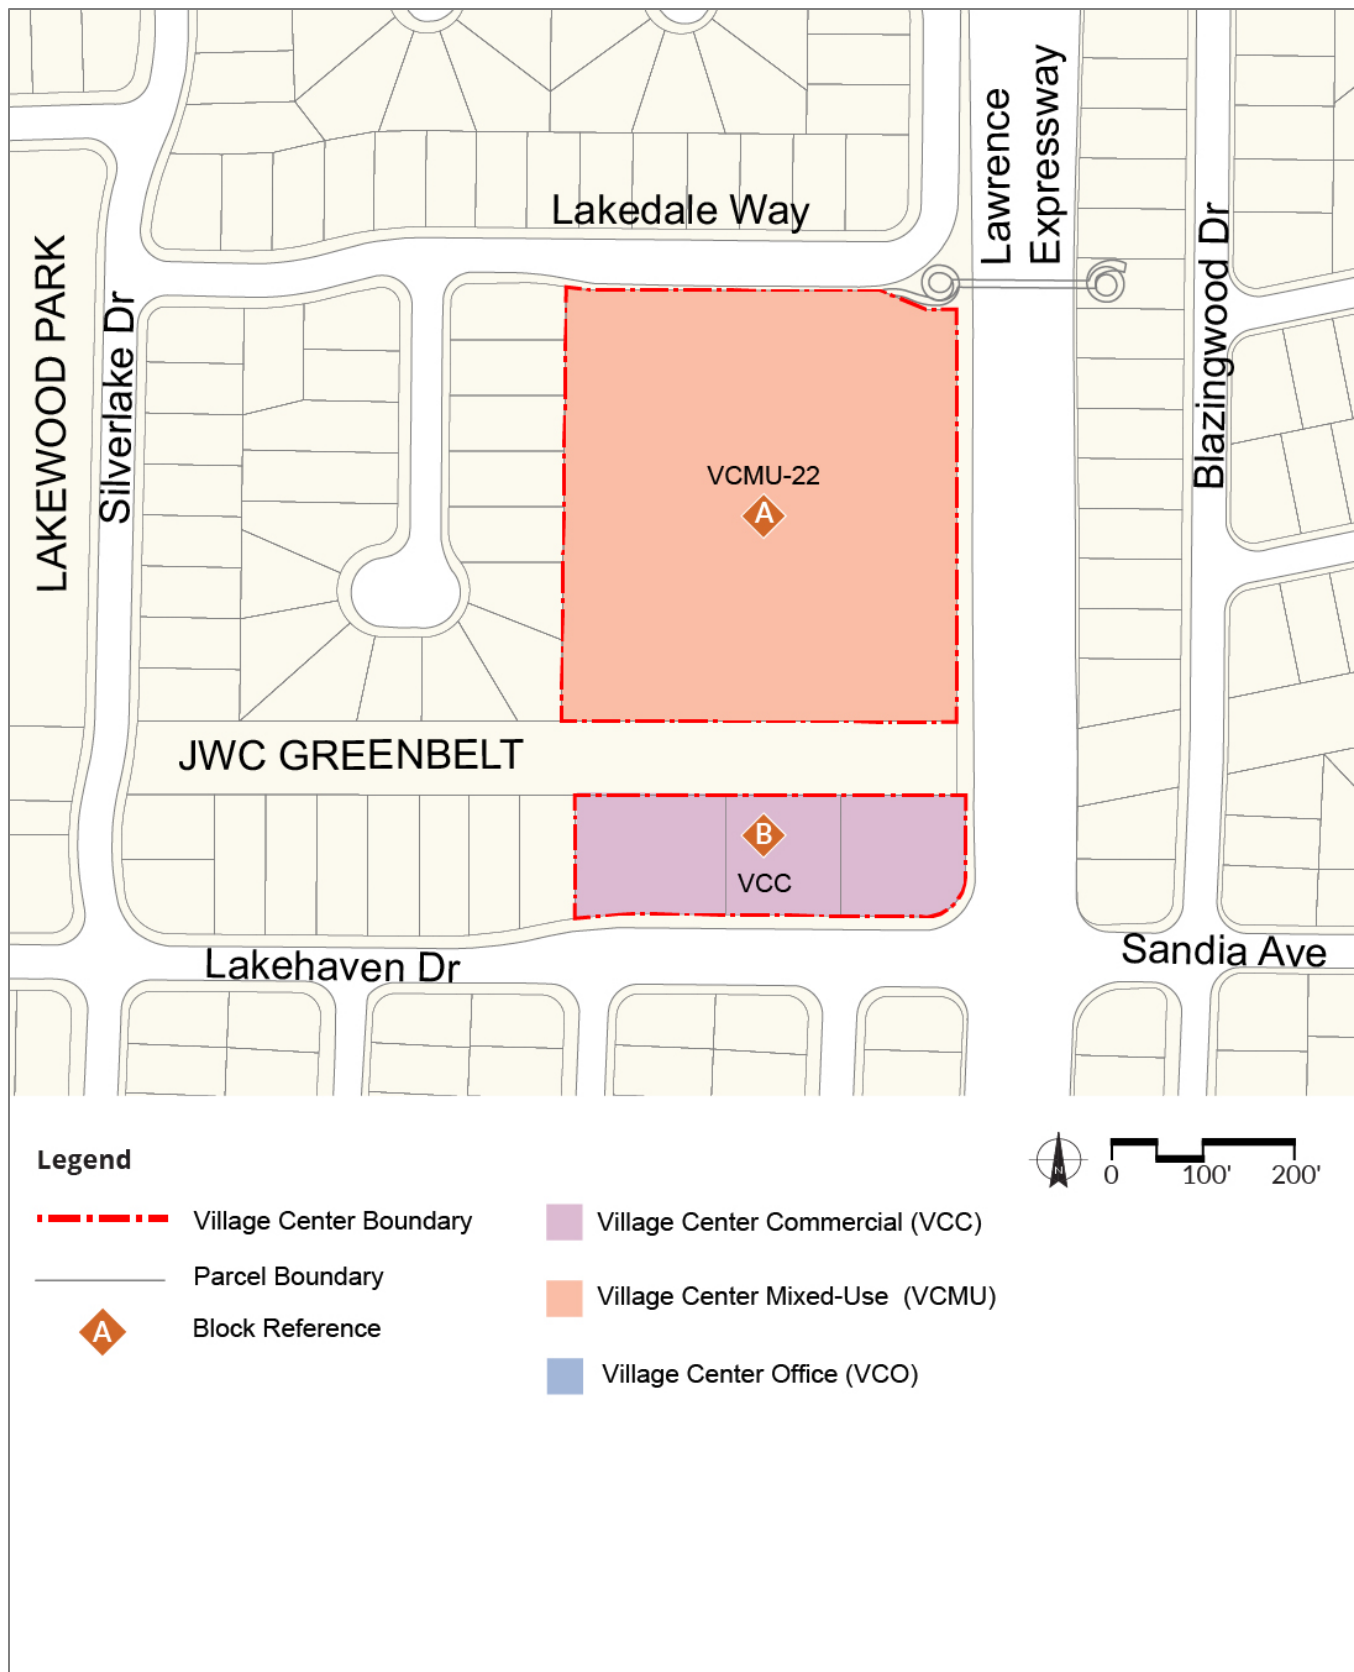 Lawrence
Expressway
Lakedale Way
Blazingwood Dr
LAKEWOOD PARK
Silverlake Dr
VCMU-22
A
JWC GREENBELT
B
VCC
Lakehaven Dr
Sandia Ave
Legend
N
0 100' 200'
Village Center Boundary
Village Center Commercial (VCC)
Parcel Boundary
Village Center Mixed-Use (VCMU)
A
Block Reference
Village Center Office (VCO)